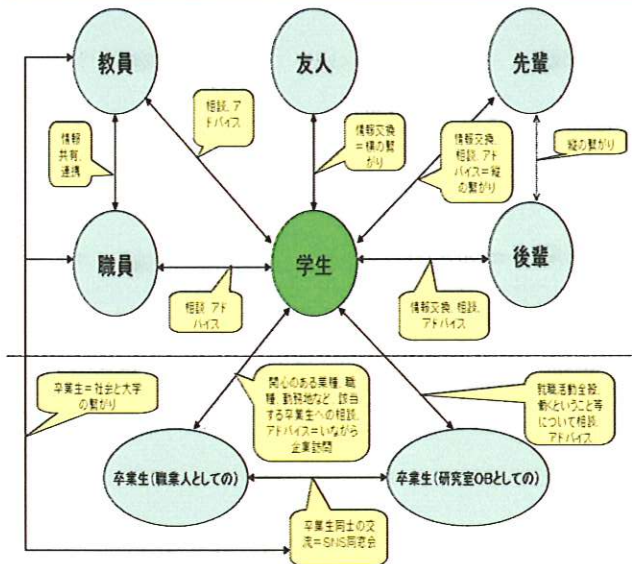 教員
友人
先輩
相談、アド
バイス
情報
共有、
連携
情報交換
=横の繋
がり
情報交換、
相談、アド
バイス=縦
の繋がり
縦の繋がり
職員
学生
後輩
相談、アド
バイス
情報交換、相談、
アドバイス
卒業生=社会と大学
の繋がり
関心のある業種、職
種、勤務地など、該当
する卒業生への相談、
アドバイス=いながら
企業訪問
就職活動全般、
働くということ等
について相談、
アドバイス
卒業生(職業人としての)
卒業生(研究室OBとしての)
卒業生同士の交
流=SNS同窓会